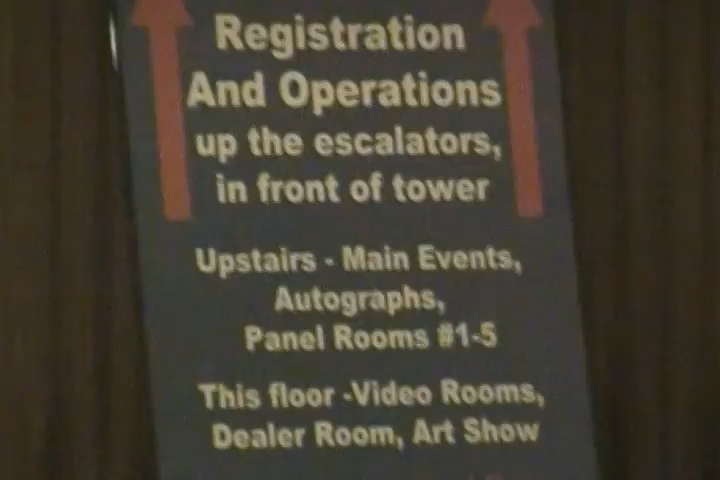 Registration
And Operations
up the escalators,
in front of tower
Upstairs - Main Events,
Autographs,
Panel Rooms #1-5
This floor -Video Rooms,
Dealer Room, Art Show